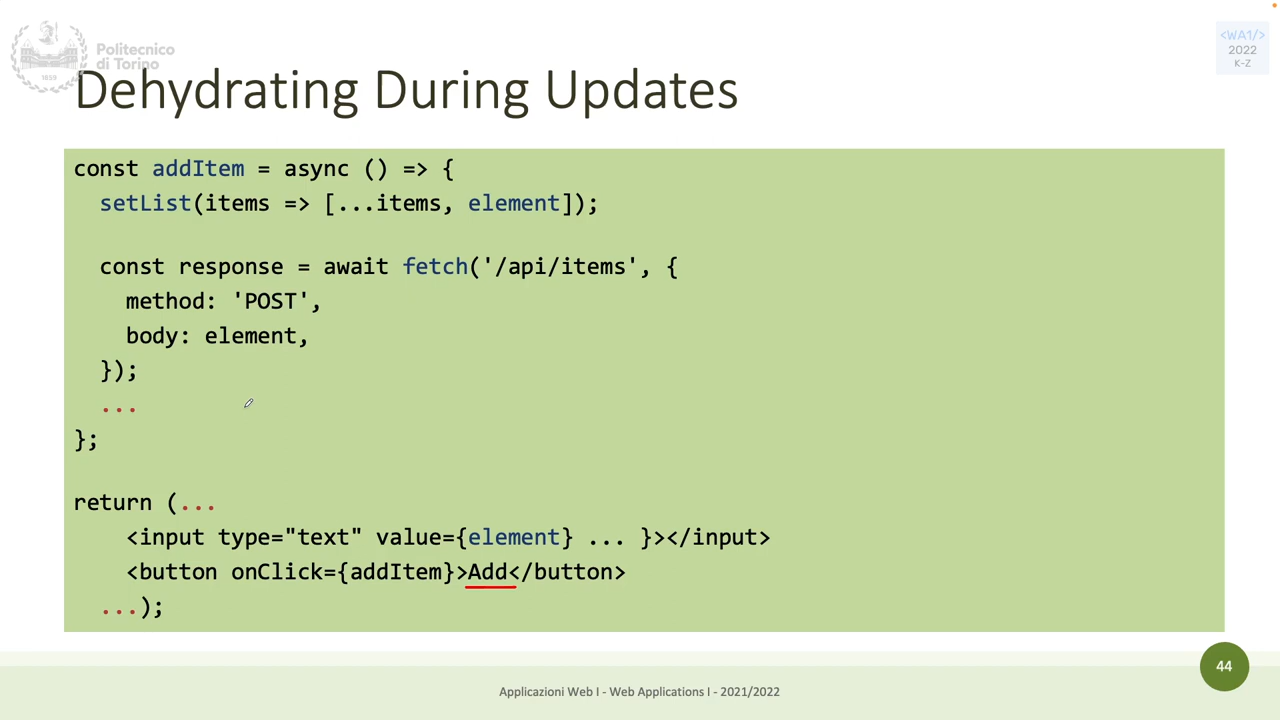 Politecnico
di Torino
1859
<WA1/>
2022
K-Z
Dehydrating During Updates
const addItem = async () => {
setList(items => [...items, element]);
const response = await fetch('/api/items', {
method: 'POST',
body: element,
});
...
};
return (...
<input type="text" value={element} ... }></input>
<button onClick={addItem}>Add</button>
...);
44
Applicazioni Web I - Web Applications I - 2021/2022